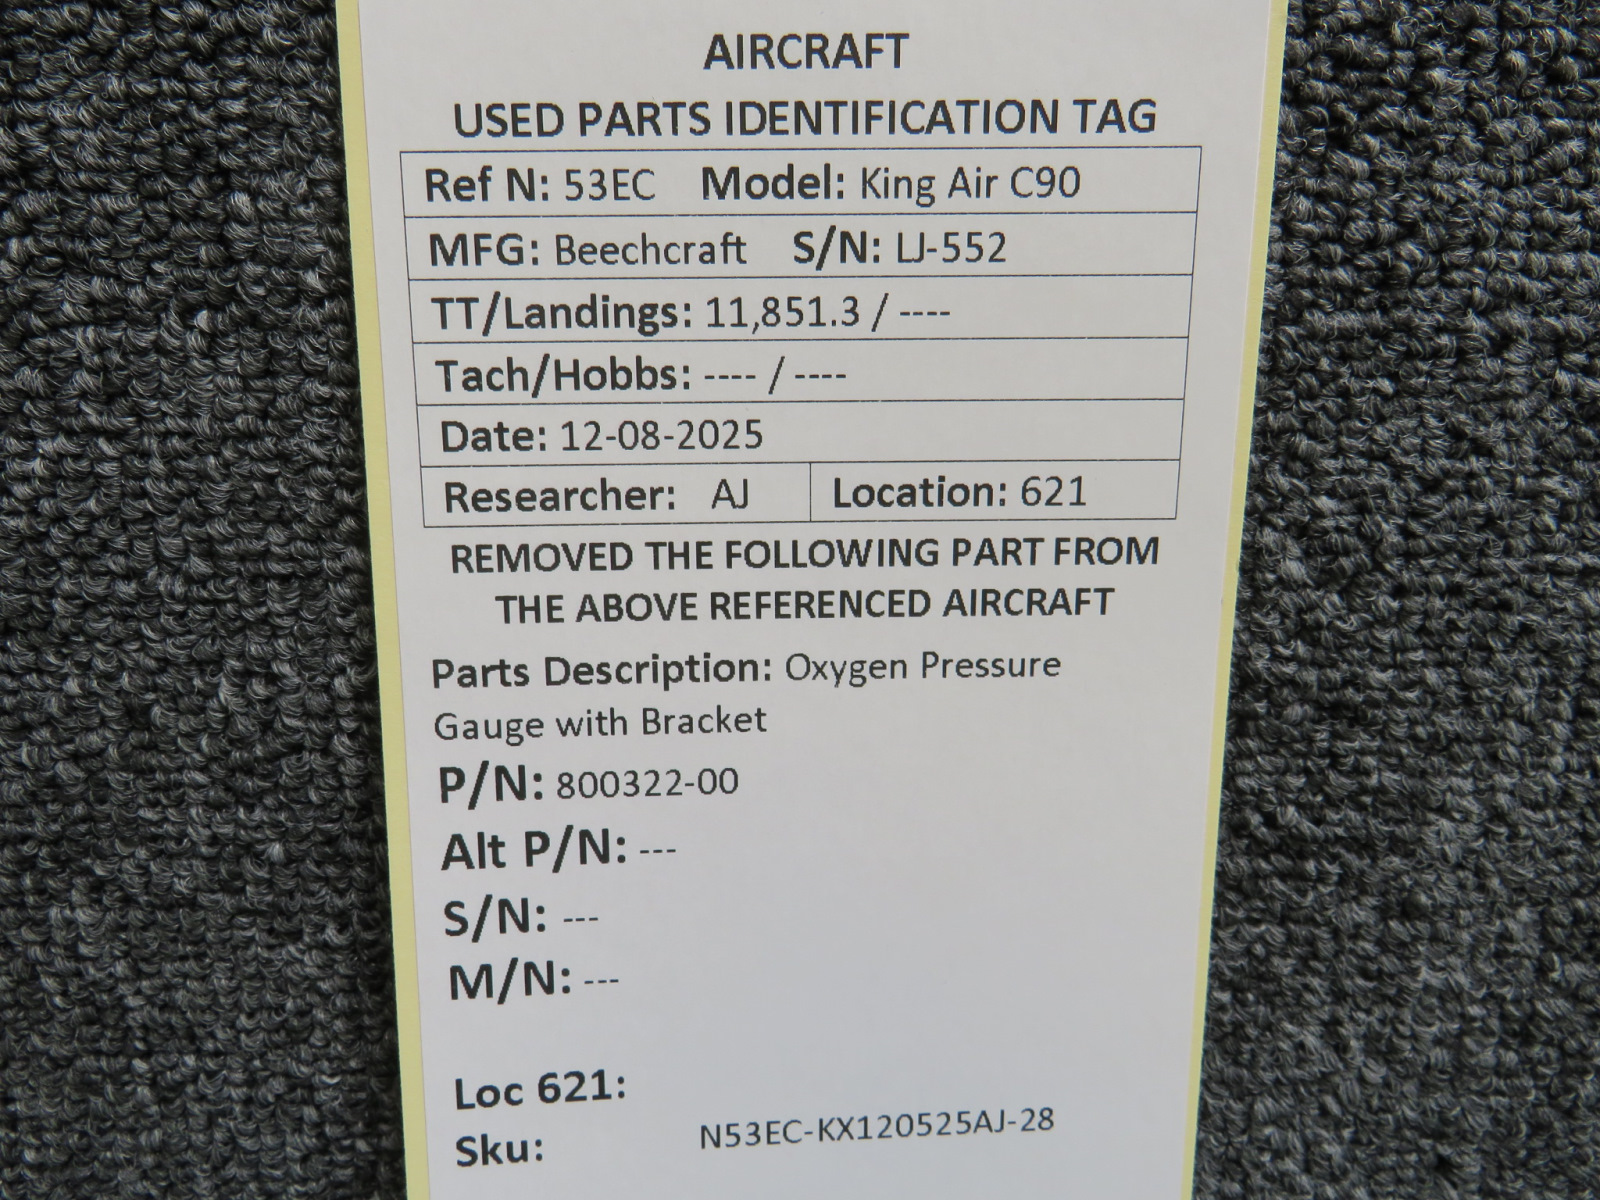 AIRCRAFT
USED PARTS IDENTIFICATION TAG
Ref N: 53EC Model: King Air C90
MFG: Beechcraft S/N: LJ-552
TT/Landings: 11,851.3 / ----
Tach/Hobbs: ---- / ----
Date: 12-08-2025
Researcher: AJ Location: 621
REMOVED THE FOLLOWING PART FROM
THE ABOVE REFERENCED AIRCRAFT
Parts Description: Oxygen Pressure
Gauge with Bracket
P/N: 800322-00
Alt P/N: ---
S/N: ---
M/N: ---
Loc 621:
Sku: N53EC-KX120525AJ-28